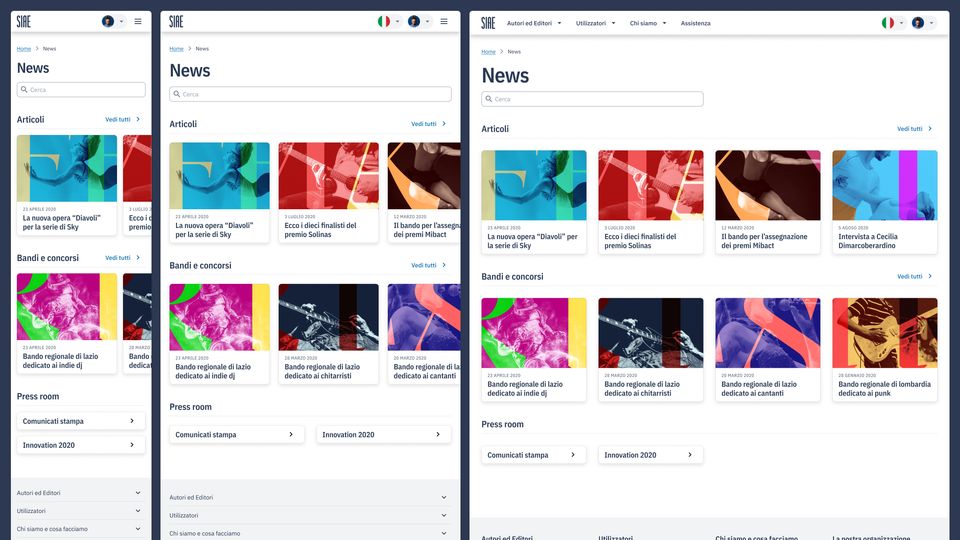 SIAE
Home > News
News
Cerca
Articoli
Vedi tutti
23 APRILE 2020
La nuova opera “Diavoli”
per la serie di Sky
2 LUGLIO 2
Ecco i d
premio
Bandi e concorsi
Vedi tutti
23 APRILE 2020
Bando regionale di lazio
dedicato ai indie dj
28 MARZO
Bando
dedicat
Press room
Comunicati stampa
Innovation 2020
Autori ed Editori
Utilizzatori
Chi siamo e cosa facciamo
SIAE
Home > News
News
Cerca
Articoli
Vedi tutti
23 APRILE 2020
La nuova opera “Diavoli”
per la serie di Sky
2 LUGLIO 2020
Ecco i dieci finalisti del
premio Solinas
12 MARZO 2020
Il bando per l’assegna
dei premi Mibact
Bandi e concorsi
Vedi tutti
23 APRILE 2020
Bando regionale di lazio
dedicato ai indie dj
28 MARZO 2020
Bando regionale di lazio
dedicato ai chitarristi
20 MARZO 2020
Bando regionale di la
dedicato ai cantanti
Press room
Comunicati stampa
Innovation 2020
Autori ed Editori
Utilizzatori
Chi siamo e cosa facciamo
SIAE
Autori ed Editori
Utilizzatori
Chi siamo
Assistenza
Home > News
News
Cerca
Articoli
Vedi tutti
23 APRILE 2020
La nuova opera “Diavoli” per
la serie di Sky
2 LUGLIO 2020
Ecco i dieci finalisti del
premio Solinas
12 MARZO 2020
Il bando per l’assegnazione
dei premi Mibact
5 AGOSTO 2020
Intervista a Cecilia
Dimarcoberardino
Bandi e concorsi
Vedi tutti
23 APRILE 2020
Bando regionale di lazio
dedicato ai indie dj
28 MARZO 2020
Bando regionale di lazio
dedicato ai chitarristi
20 MARZO 2020
Bando regionale di lazio
dedicato ai cantanti
28 GENNAIO 2020
Bando regionale di lombardia
dedicato ai punk
Press room
Comunicati stampa
Innovation 2020
Autori ed Editori
Utilizzatori
Chi siamo e cosa facciamo
La nostra organizzazione